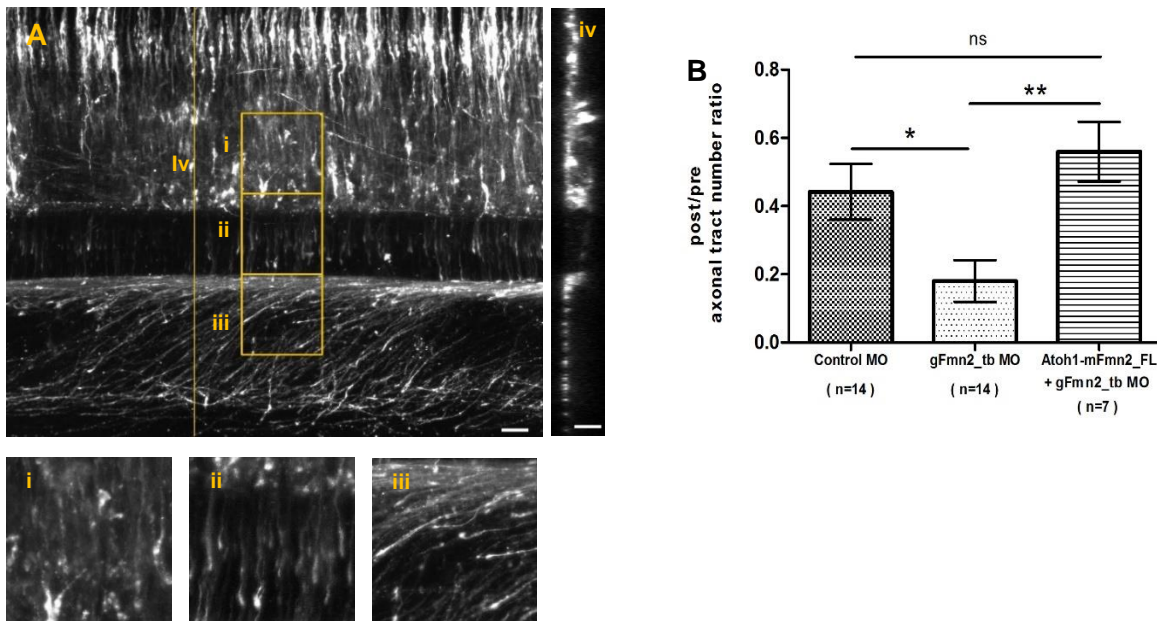 A
iv
i
Iv
ii
iii
i
ii
iii
B
ns
**
*
post/pre
axonal tract number ratio
0.8
0.6
0.4
0.2
0.0
Control MO
(n=14)
gFmn2_tb MO
(n=14)
Atoh1-mFmn2_FL
+ gFmn2_tb MO
(n=7)